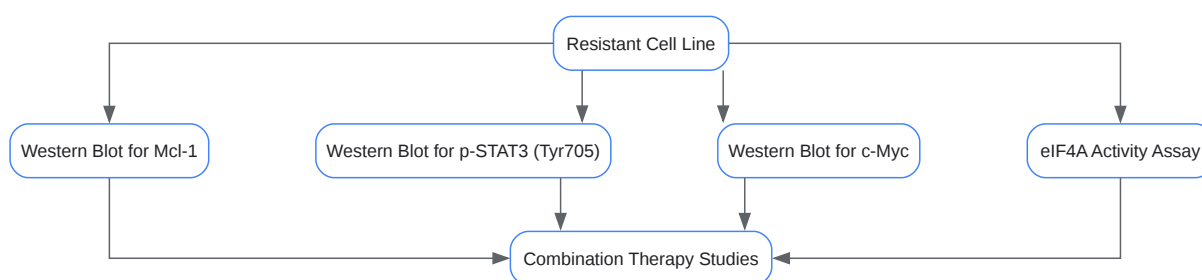 Resistant Cell Line
Western Blot for Mcl-1
Western Blot for p-STAT3 (Tyr705)
Western Blot for c-Myc
eIF4A Activity Assay
Combination Therapy Studies